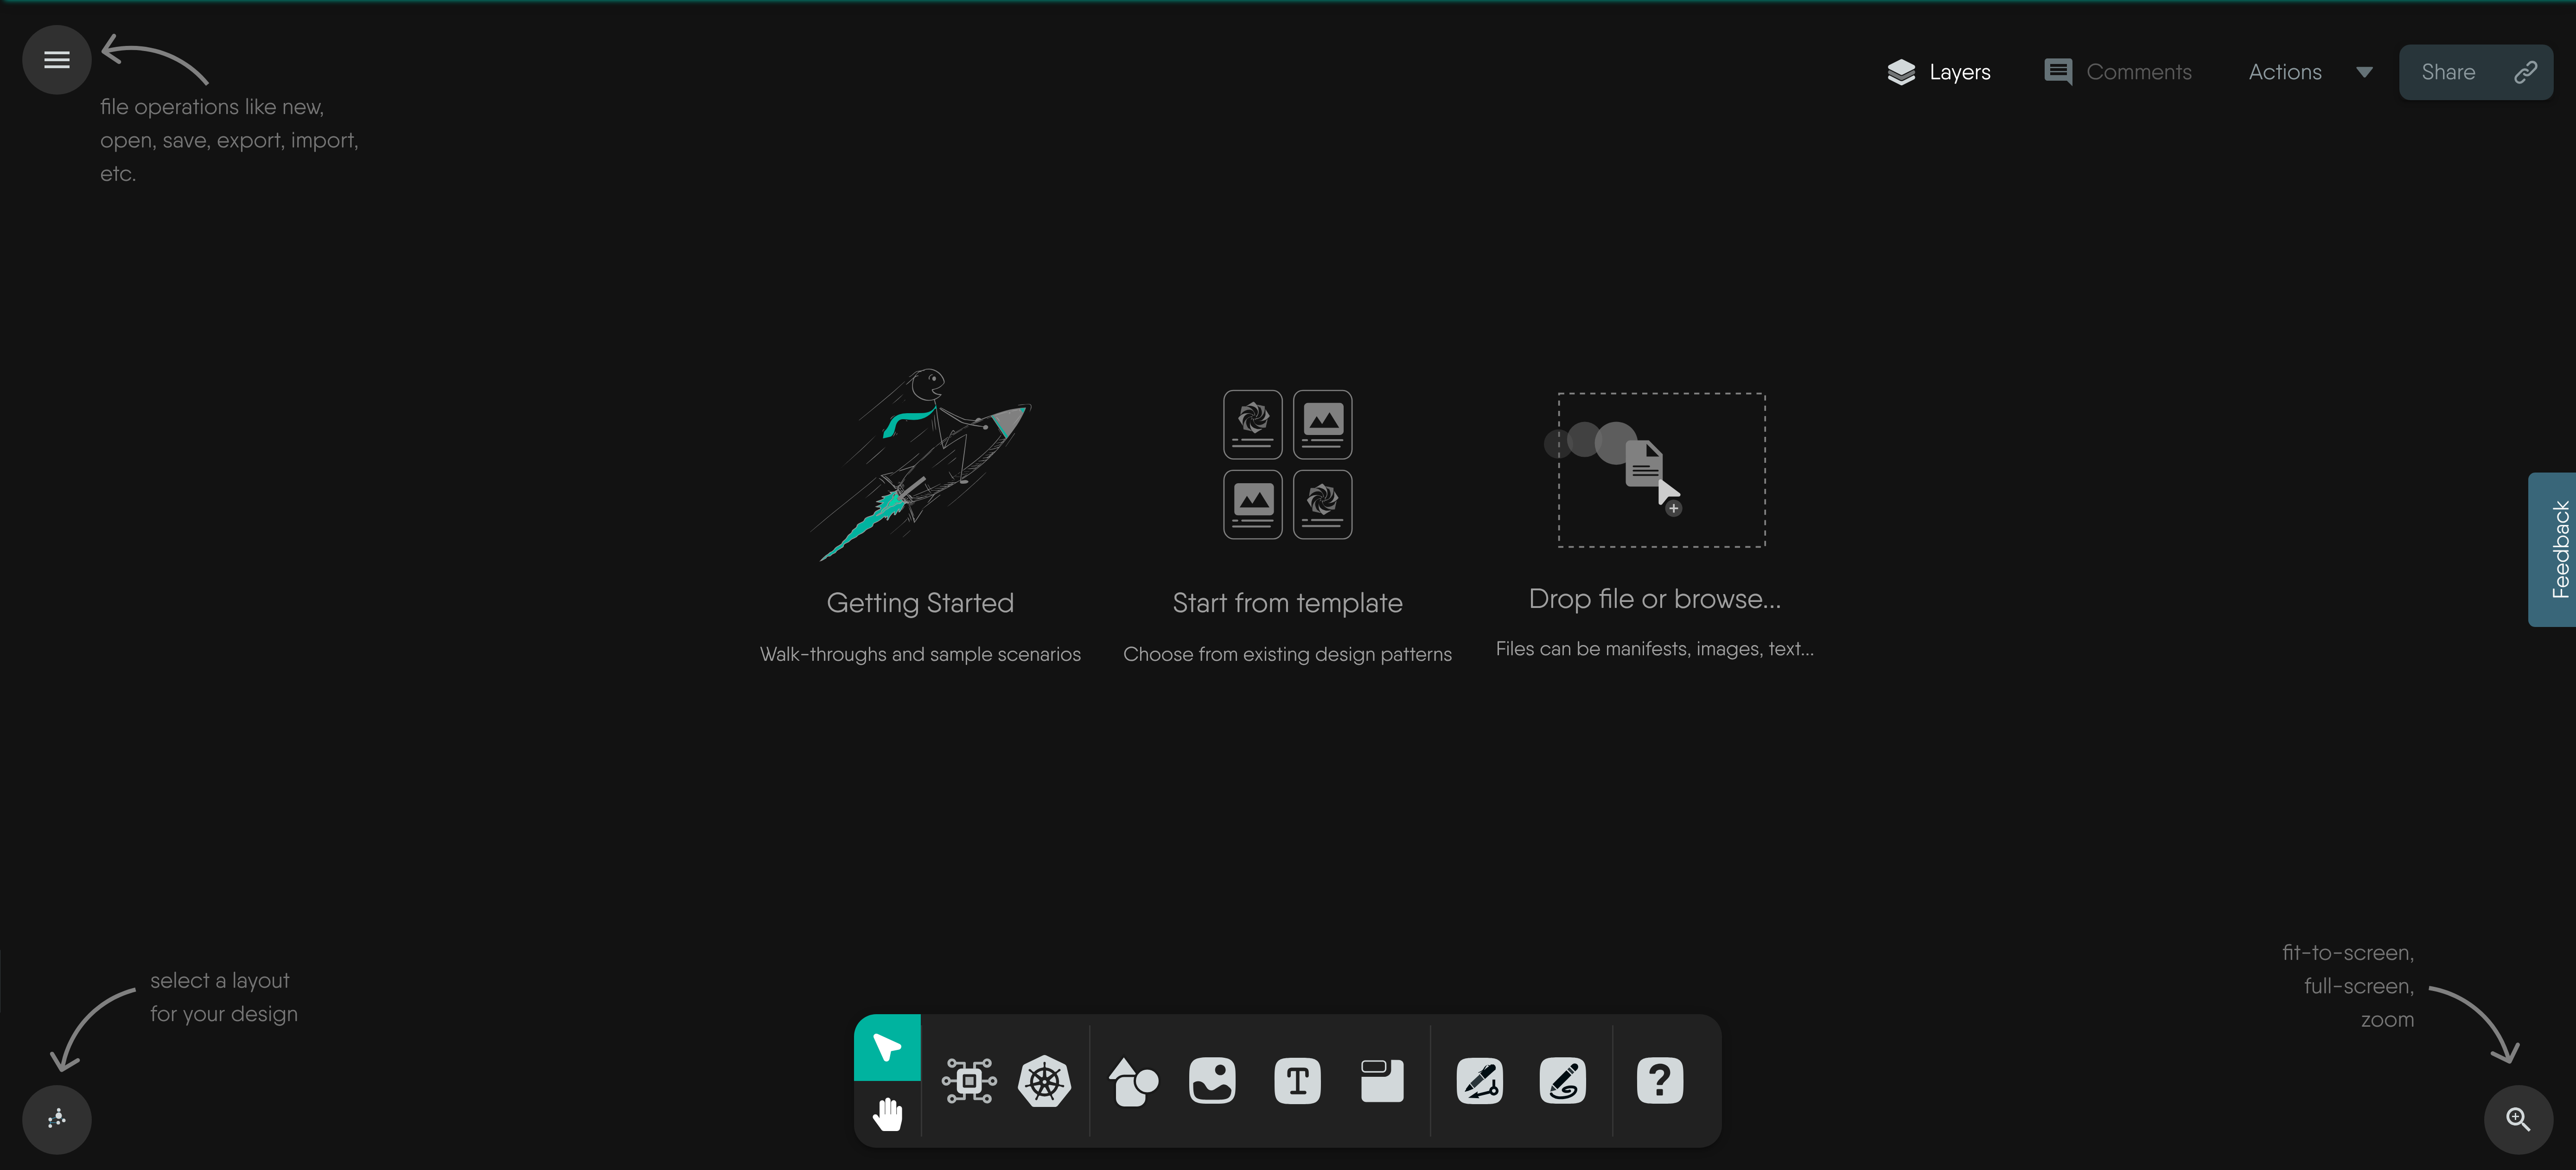 file operations like new,
open, save, export, import,
etc.
Layers
Comments
Actions
Share
Getting Started
Walk-throughs and sample scenarios
Start from template
Choose from existing design patterns
Drop file or browse...
Files can be manifests, images, text...
Feedback
select a layout
for your design
fit-to-screen,
full-screen,
zoom
T
?